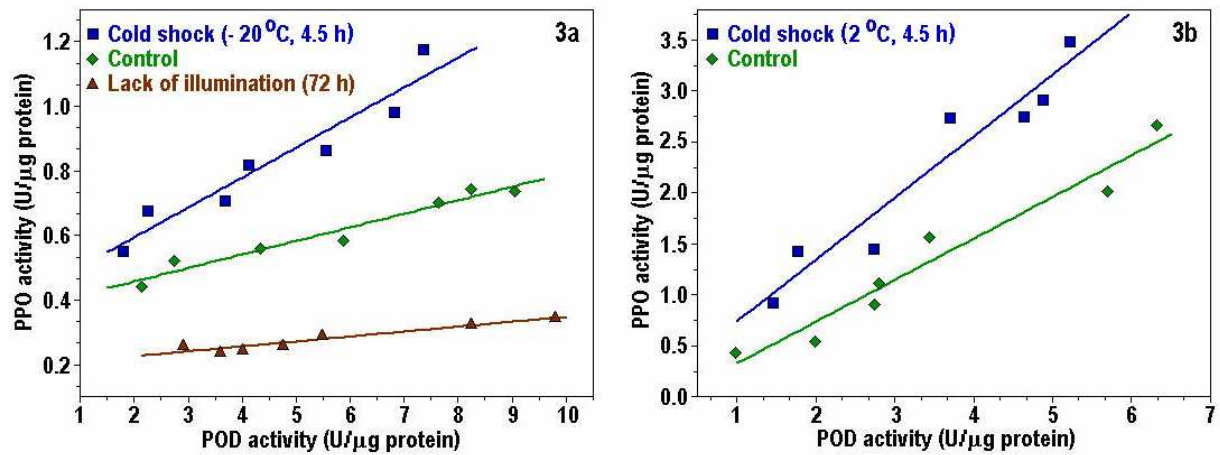 3a
Cold shock (- 20 °C, 4.5 h)
Control
Lack of illumination (72 h)
PPO activity (U/µg protein)
1.2
1.0
0.8
0.6
0.4
0.2
1 2 3 4 5 6 7 8 9 10
POD activity (U/µg protein)
3b
Cold shock (2 °C, 4.5 h)
Control
PPO activity (U/µg protein)
3.5
3.0
2.5
2.0
1.5
1.0
0.5
0.0
1 2 3 4 5 6 7
POD activity (U/µg protein)